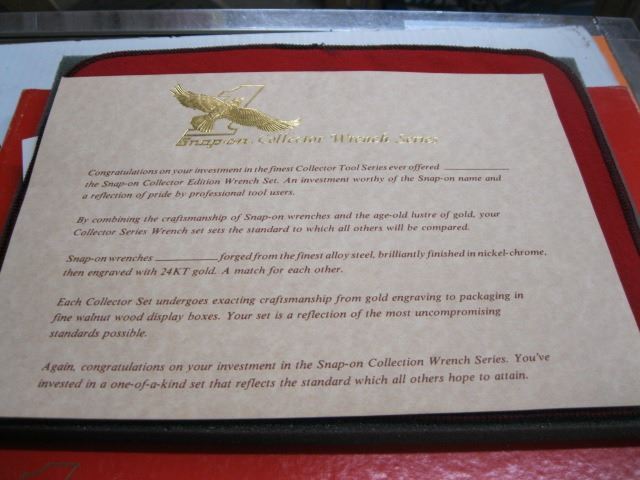 Snap-on Collector Wrench Series
Congratulations on your investment in the finest Collector Tool Series ever offered __________
the Snap-on Collector Edition Wrench Set. An investment worthy of the Snap-on name and
a reflection of pride by professional tool users.
By combining the craftsmanship of Snap-on wrenches and the age-old lustre of gold, your
Collector Series Wrench set sets the standard to which all others will be compared.
Snap-on wrenches __________ forged from the finest alloy steel, brilliantly finished in nickel-chrome,
then engraved with 24KT gold. A match for each other.
Each Collector Set undergoes exacting craftsmanship from gold engraving to packaging in
fine walnut wood display boxes. Your set is a reflection of the most uncompromising
standards possible.
Again, congratulations on your investment in the Snap-on Collection Wrench Series. You've
invested in a one-of-a-kind set that reflects the standard which all others hope to attain.